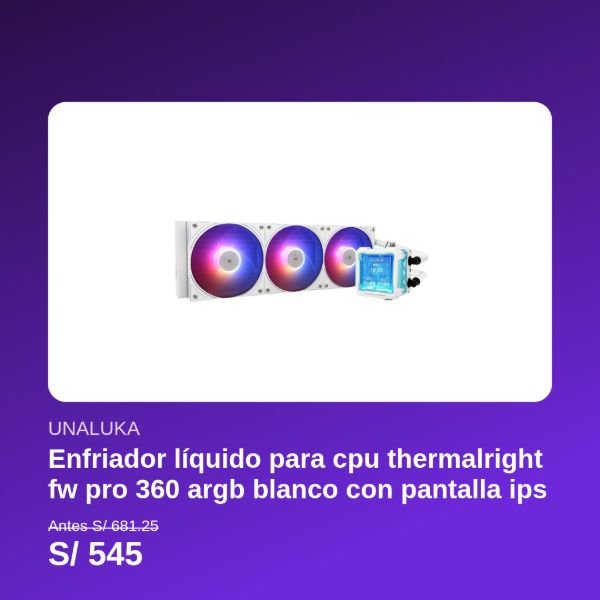 UNALUKA
Enfriador líquido para cpu thermalright
fw pro 360 argb blanco con pantalla ips
Antes S/ 681.25
S/ 545